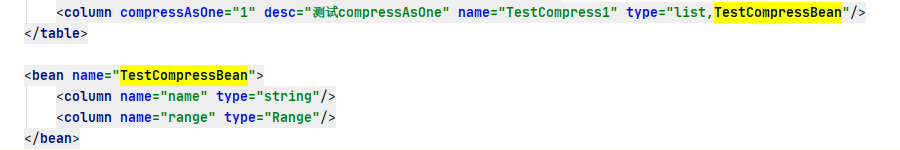 <column compressAsOne="1" desc="测试compressAsOne" name="TestCompress1" type="list,TestCompressBean"/>
</table>
<bean name="TestCompressBean">
<column name="name" type="string"/>
<column name="range" type="Range"/>
</bean>